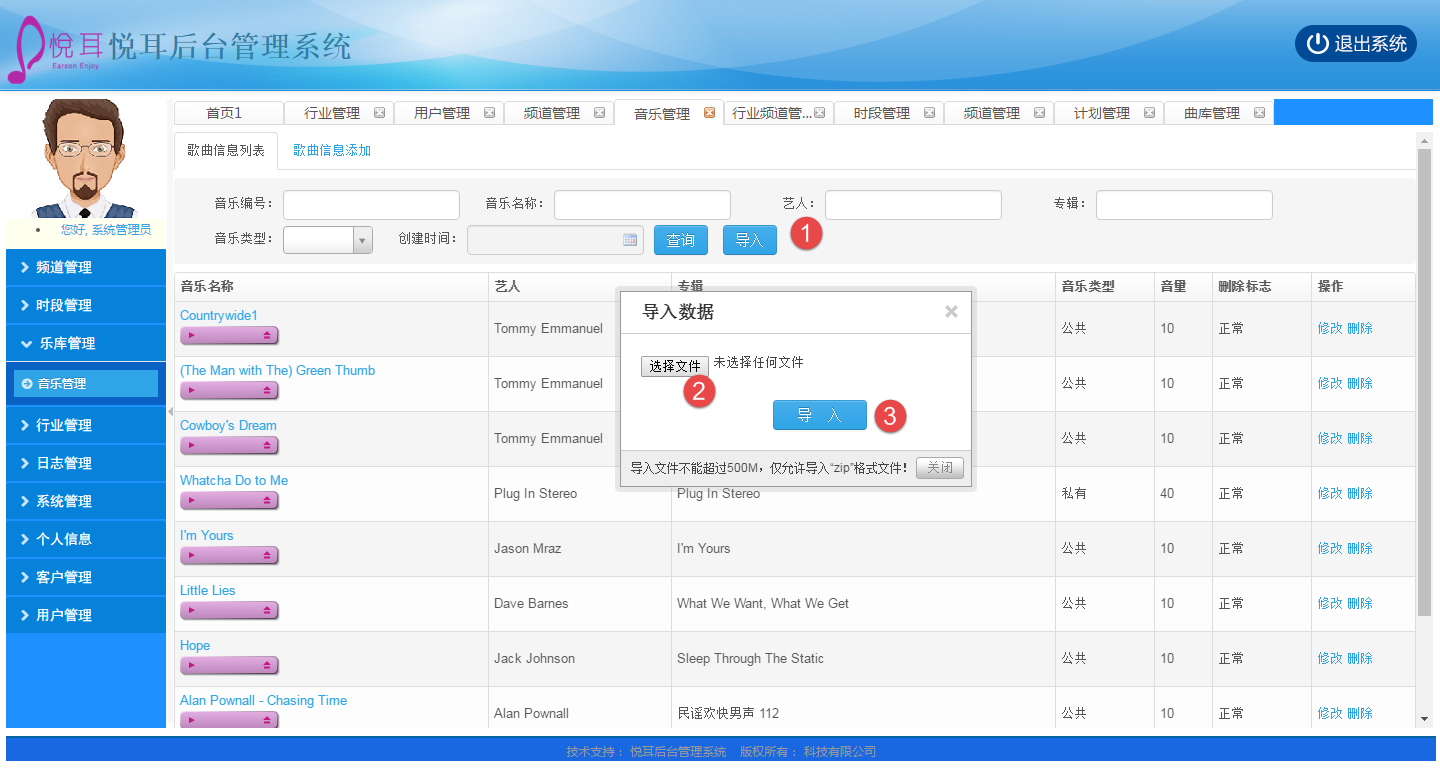 悦耳 悦耳后台管理系统
Earson Enjoy
退出系统
首页1 行业管理 用户管理 频道管理 音乐管理 行业频道管... 时段管理 频道管理 计划管理 曲库管理
歌曲信息列表 歌曲信息添加
音乐编号： 音乐名称： 艺人： 专辑：
音乐类型： 创建时间： 查询 导入 1
您好, 系统管理员
频道管理
时段管理
乐库管理
音乐管理
行业管理
日志管理
系统管理
个人信息
客户管理
用户管理
音乐名称 艺人 专辑 音乐类型 音量 删除标志 操作
Countrywide1 Tommy Emmanuel 公共 10 正常 修改 删除
(The Man with The) Green Thumb Tommy Emmanuel 公共 10 正常 修改 删除
Cowboy's Dream Tommy Emmanuel 公共 10 正常 修改 删除
Whatcha Do to Me Plug In Stereo Plug In Stereo 私有 40 正常 修改 删除
I'm Yours Jason Mraz I'm Yours 公共 10 正常 修改 删除
Little Lies Dave Barnes What We Want, What We Get 公共 10 正常 修改 删除
Hope Jack Johnson Sleep Through The Static 公共 10 正常 修改 删除
Alan Pownall - Chasing Time Alan Pownall 民谣欢快男声 112 公共 10 正常 修改 删除
导入数据
选择文件 未选择任何文件
2
导 入 3
导入文件不能超过500M，仅允许导入“zip”格式文件！ 关闭
技术支持： 悦耳后台管理系统 版权所有： 科技有限公司